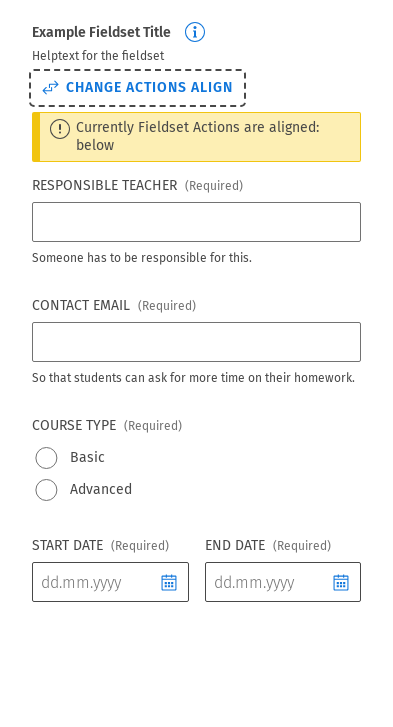 Example Fieldset Title
Helptext for the fieldset
CHANGE ACTIONS ALIGN
Currently Fieldset Actions are aligned:
below
RESPONSIBLE TEACHER (Required)
Someone has to be responsible for this.
CONTACT EMAIL (Required)
So that students can ask for more time on their homework.
COURSE TYPE (Required)
Basic
Advanced
START DATE (Required) END DATE (Required)
dd.mm.yyyy dd.mm.yyyy